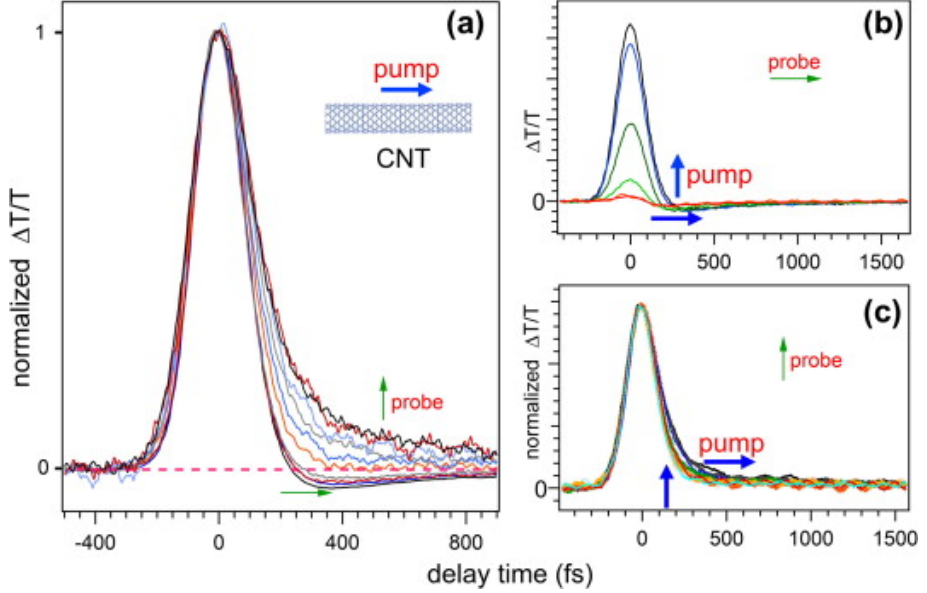 (a)
1
pump
CNT
normalized ΔT/T
probe
0
-400
0
400
800
(b)
probe
ΔT/T
pump
0
0
500
1000
1500
(c)
probe
normalized ΔT/T
pump
0
0
500
1000
1500
delay time (fs)